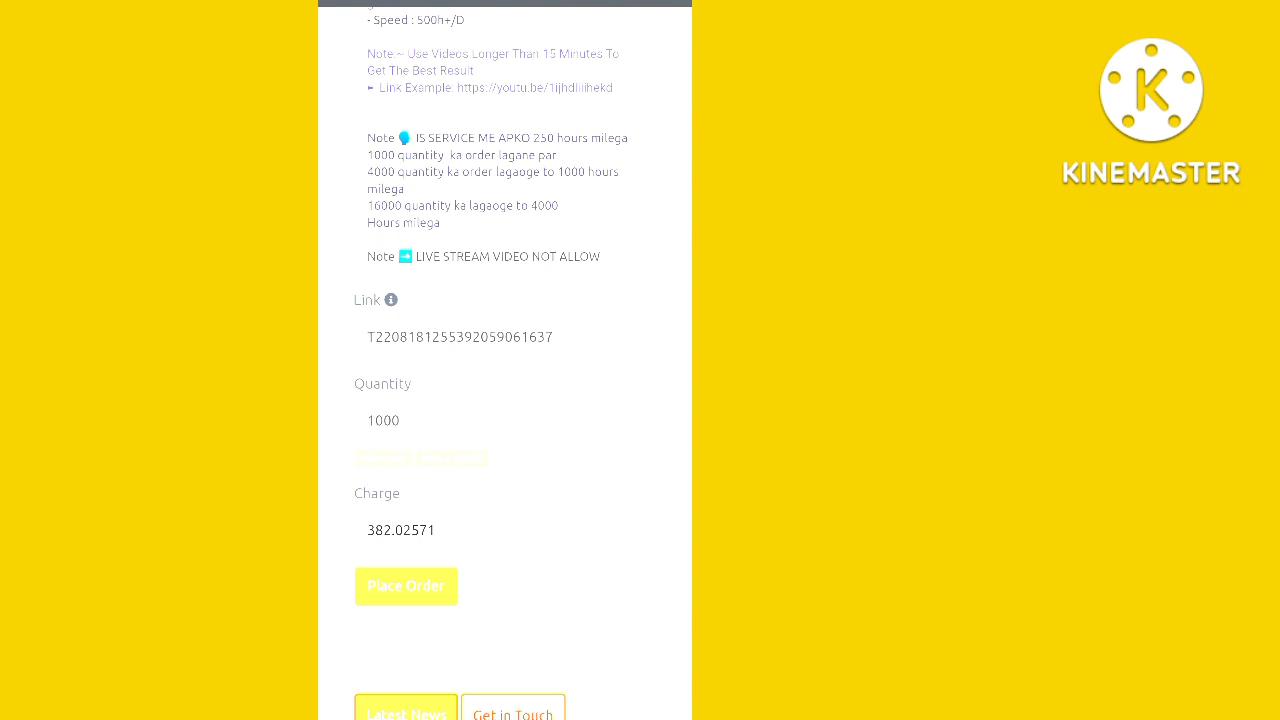 - Speed : 500h+/D
Note:~ Use Videos Longer Than 15 Minutes To
Get The Best Result
► Link Example: https://youtu.be/1ijhdliiihekd
Note 🗣 IS SERVICE ME APKO 250 hours milega
1000 quantity ka order lagane par
4000 quantity ka order lagaoge to 1000 hours
milega
16000 quantity ka lagaoge to 4000
Hours milega
Note ➡ LIVE STREAM VIDEO NOT ALLOW
Link
T2208181255392059061637
Quantity
1000
Charge
382.02571
Place Order
Latest News Get in Touch
K
KINEMASTER